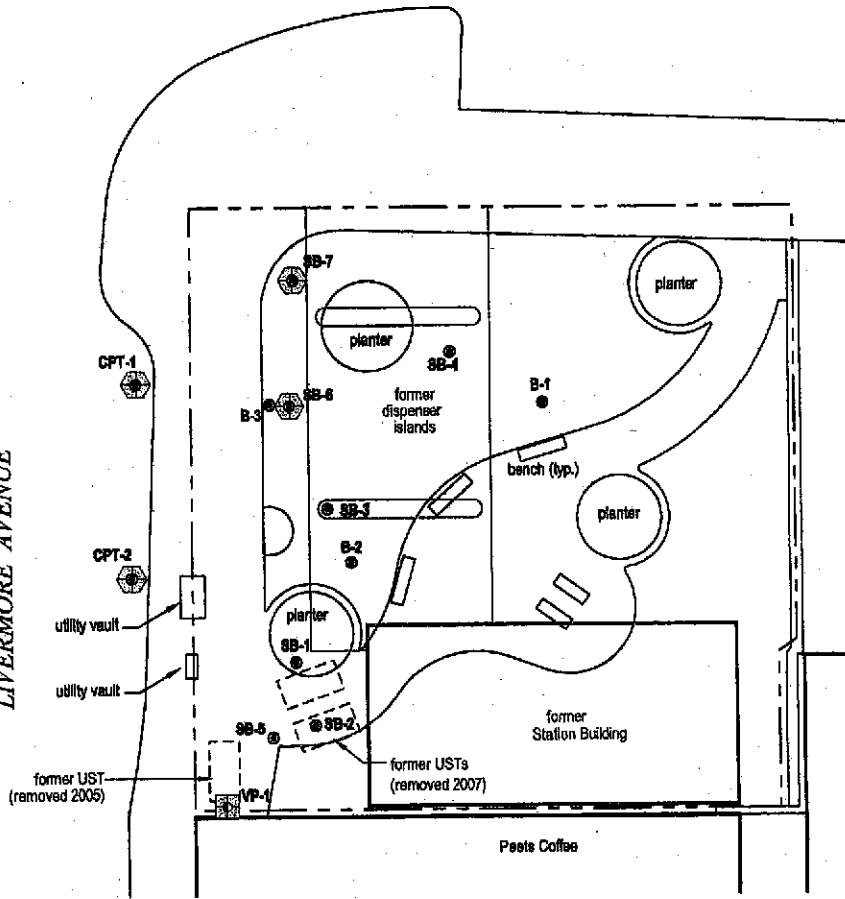 SB-7
planter
planter
CPT-1
SB-4
B-3
SB-6
former
dispenser
islands
B-1
bench (typ.)
LIVERMORE AVENUE
SB-3
planter
B-2
CPT-2
utility vault
planter
SB-1
utility vault
SB-5
SB-2
former
Station Building
former USTs
(removed 2007)
former UST
(removed 2005)
VP-1
Peets Coffee